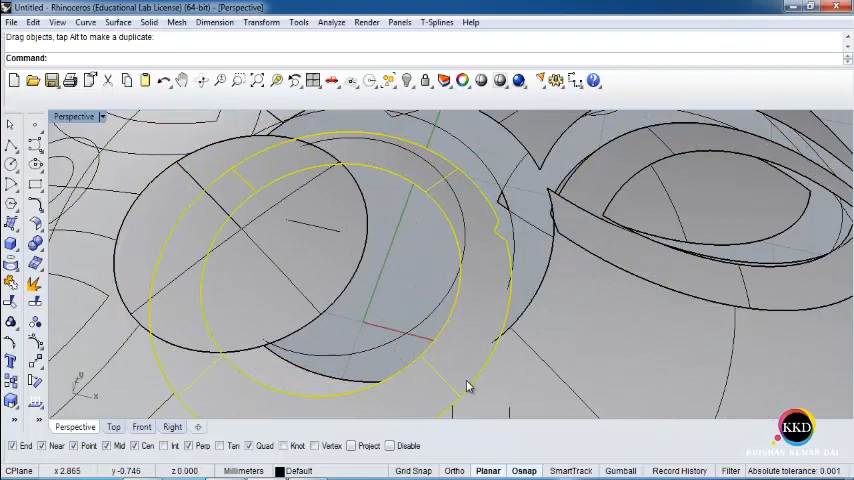 Untitled - Rhinoceros (Educational Lab License) (64-bit) - [Perspective]
File Edit View Curve Surface Solid Mesh Dimension Transform Tools Analyze Render Panels T-Splines Help
Drag objects, tap Alt to make a duplicate:
Command:
Perspective
z
x
Perspective Top Front Right
End Near Point Mid Cen Int Perp Tan Quad Knot Vertex Project Disable
KKD
KRISHAN KUMAR DAI
CPlane x 2.865 y -0.746 z 0.000 Millimeters Default Grid Snap Ortho Planar Osnap SmartTrack Gumball Record History Filter Absolute tolerance: 0.001